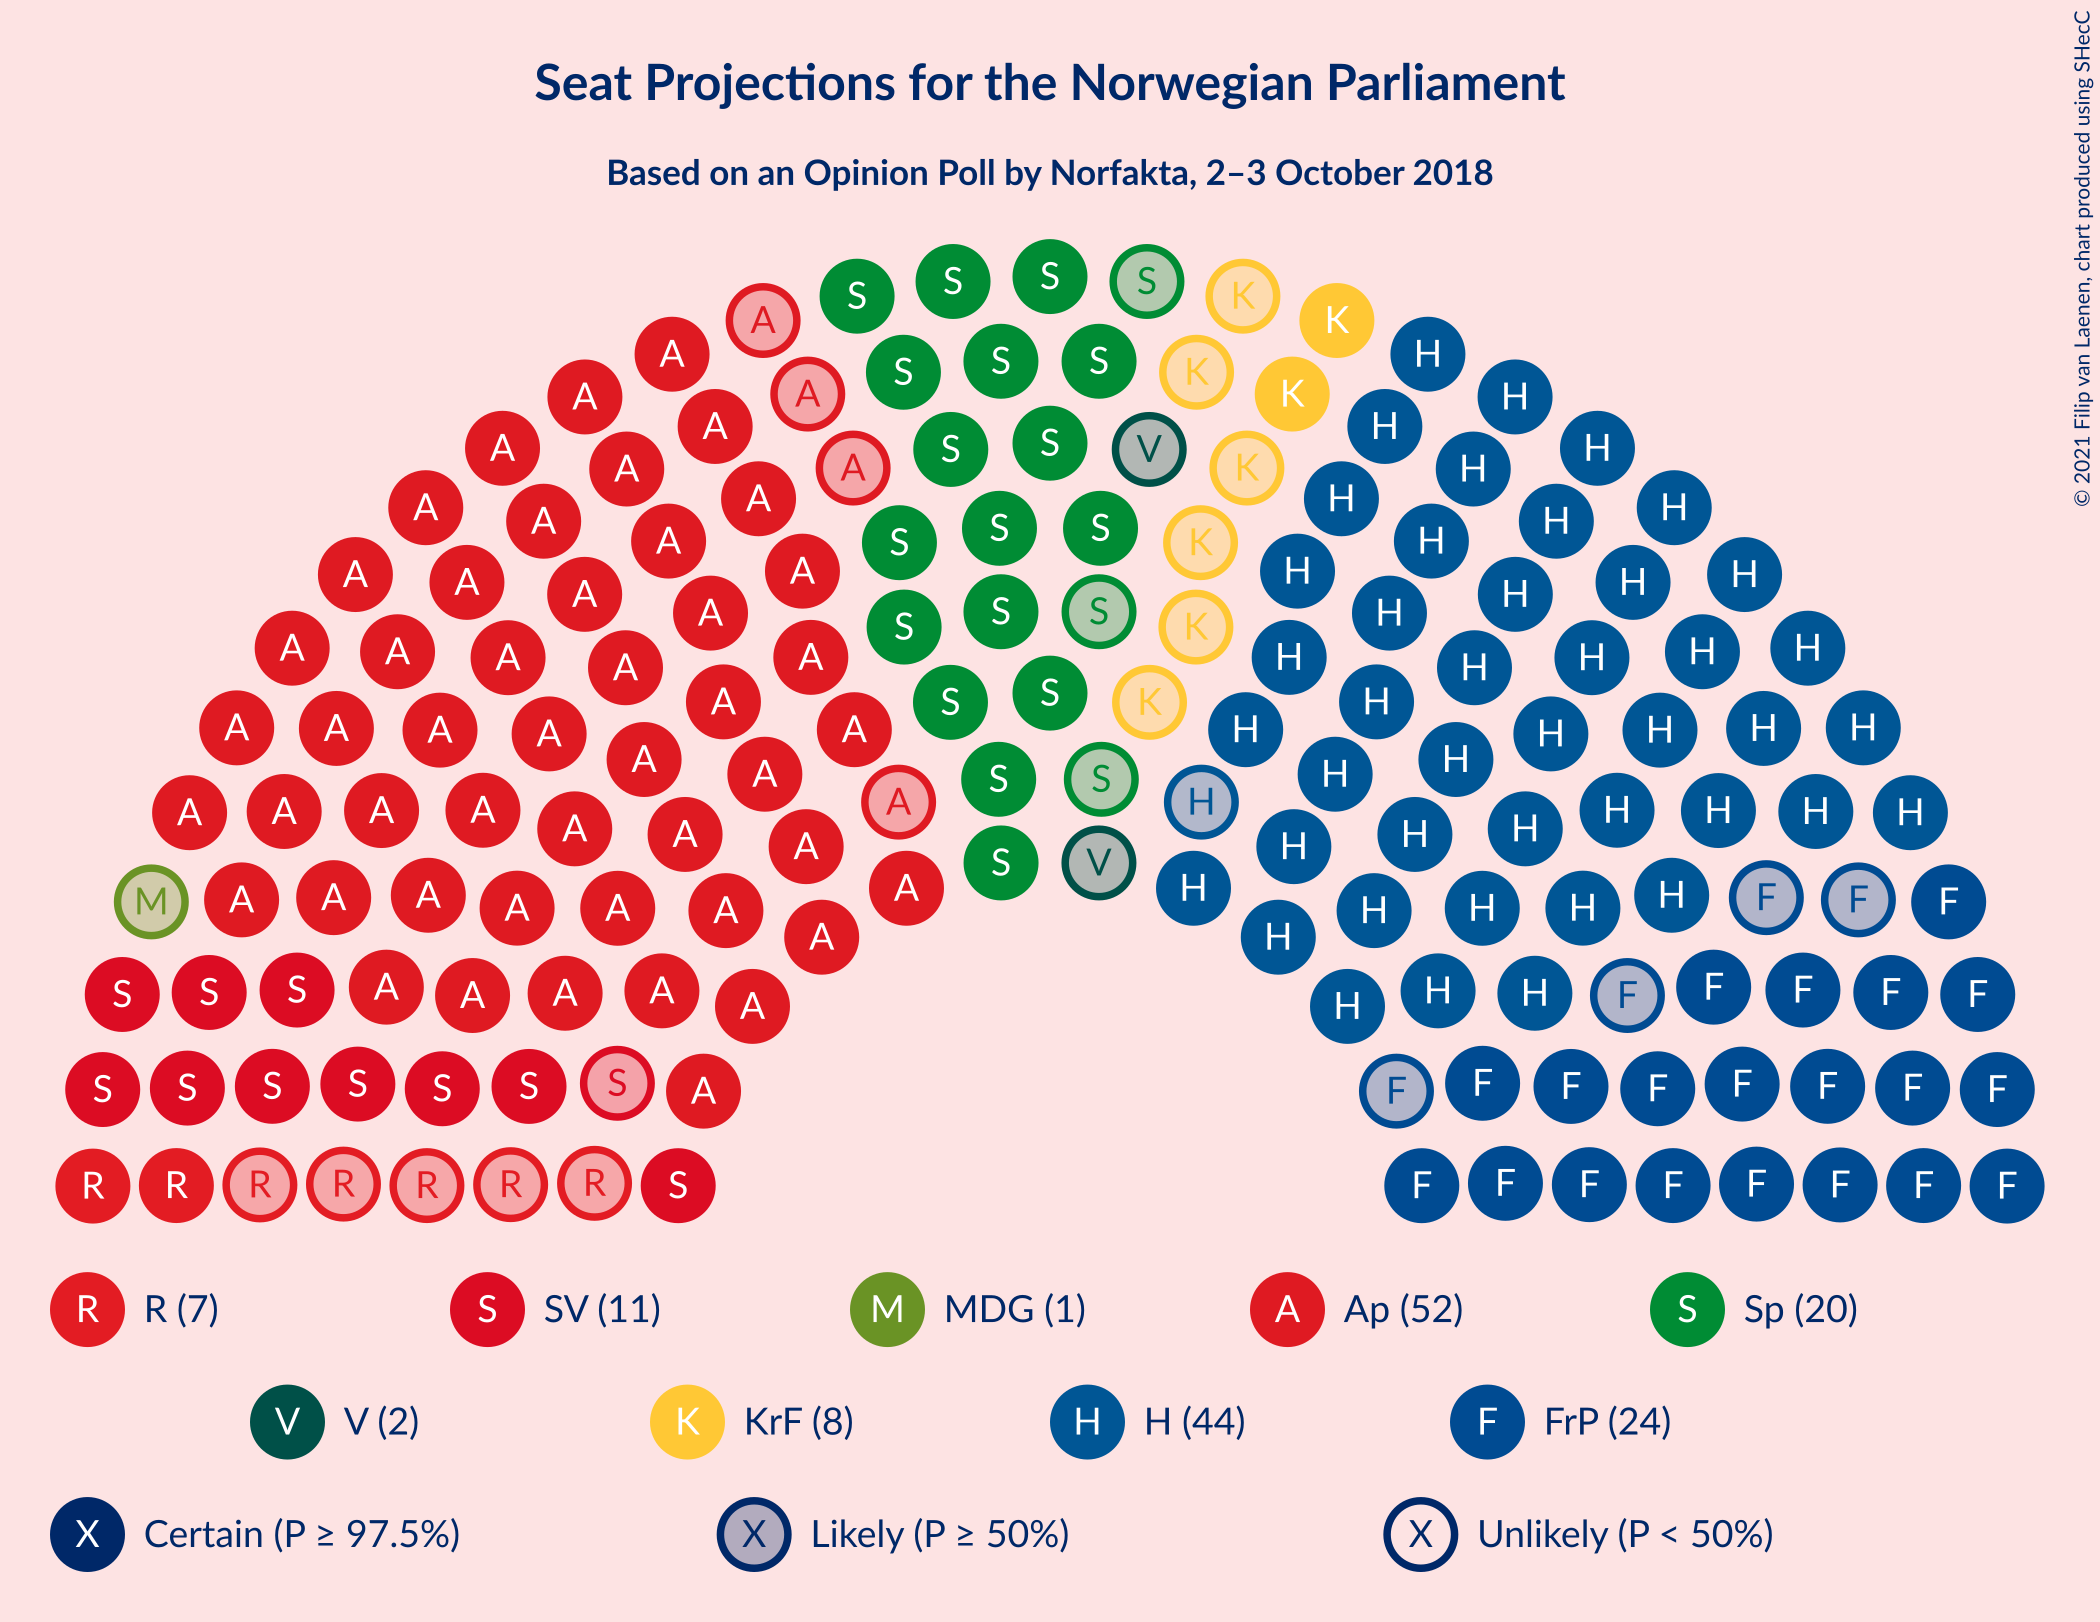 Seat Projections for the Norwegian Parliament
Based on an Opinion Poll by Norfakta, 2–3 October 2018
© 2021 Filip van Laenen, chart produced using SHecC
S S S S K K
A H
A A H H
S S S K K
A A H H
A A H H
S S V K
A A A H H H
A A H H
S S S K
A A A H H H
A A A H H H
S S S K
A A A A H H H H
A A A H H H
S S K
A A A A A H H H H H
A A H H
S S
A H
A A A A A H H H H H
A A A H H H
S V
A H
M A A A A A A H H H H F F F
A H
S S S A A A A H H F F F F F
A H
S S S S S S S A F F F F F F F F
R R R R R R R S F F F F F F F F
R R (7) S SV (11) M MDG (1) A Ap (52) S Sp (20)
V V (2) K KrF (8) H H (44) F FrP (24)
X Certain (P ≥ 97.5%) X Likely (P ≥ 50%) X Unlikely (P < 50%)